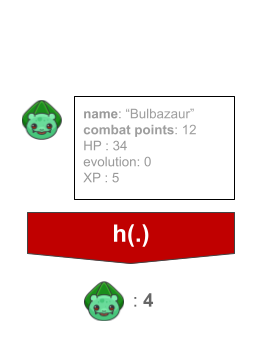 name: “Bulbazaur”
combat points: 12
HP : 34
evolution: 0
XP : 5
h(.)
: 4